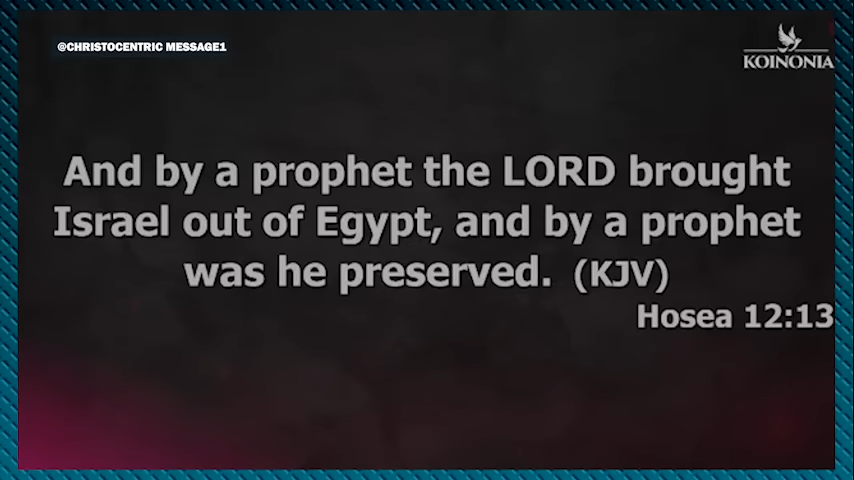 @CHRISTOCENTRIC MESSAGE1
KOINONIA
And by a prophet the LORD brought
Israel out of Egypt, and by a prophet
was he preserved. (KJV)
Hosea 12:13